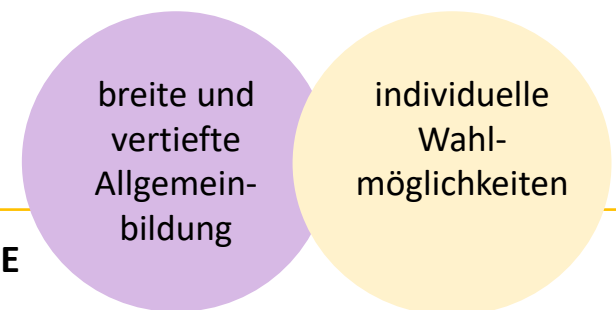 breite und
vertiefte
Allgemein-
bildung
individuelle
Wahl-
möglichkeiten
E